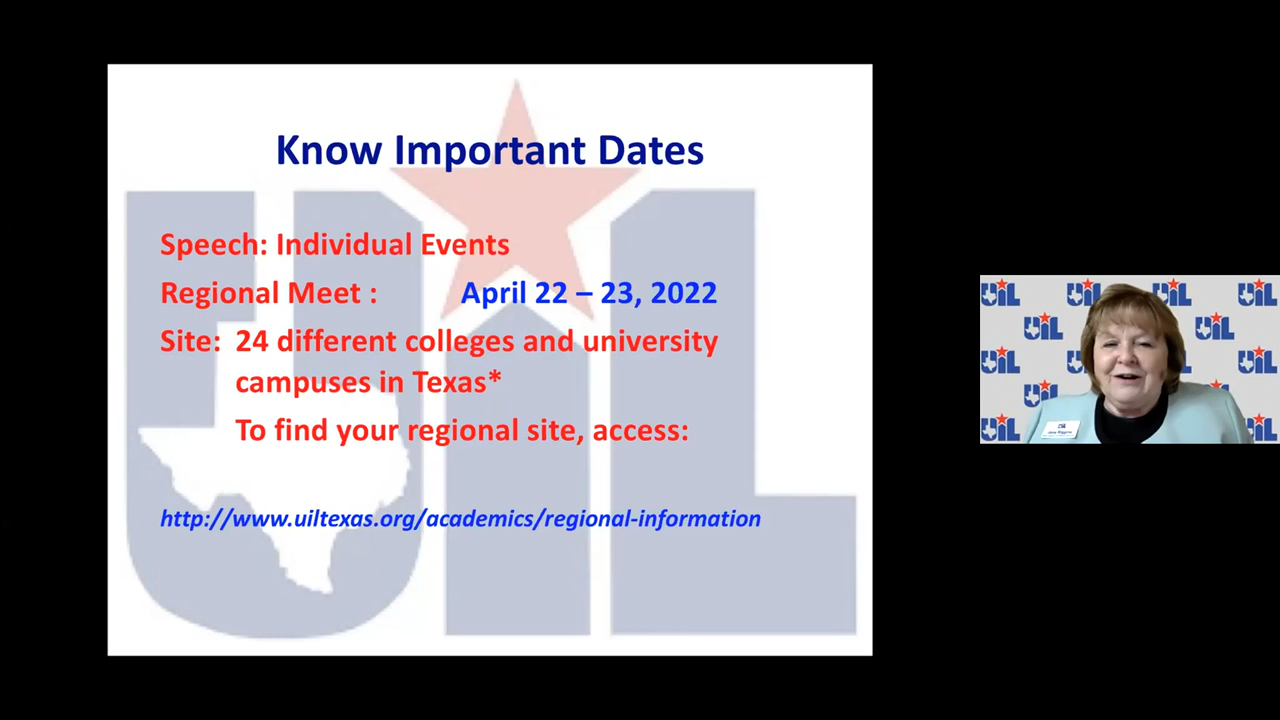 Know Important Dates
Speech: Individual Events
Regional Meet : April 22 – 23, 2022
Site: 24 different colleges and university
campuses in Texas*
To find your regional site, access:
http://www.uiltexas.org/academics/regional-information
UIL